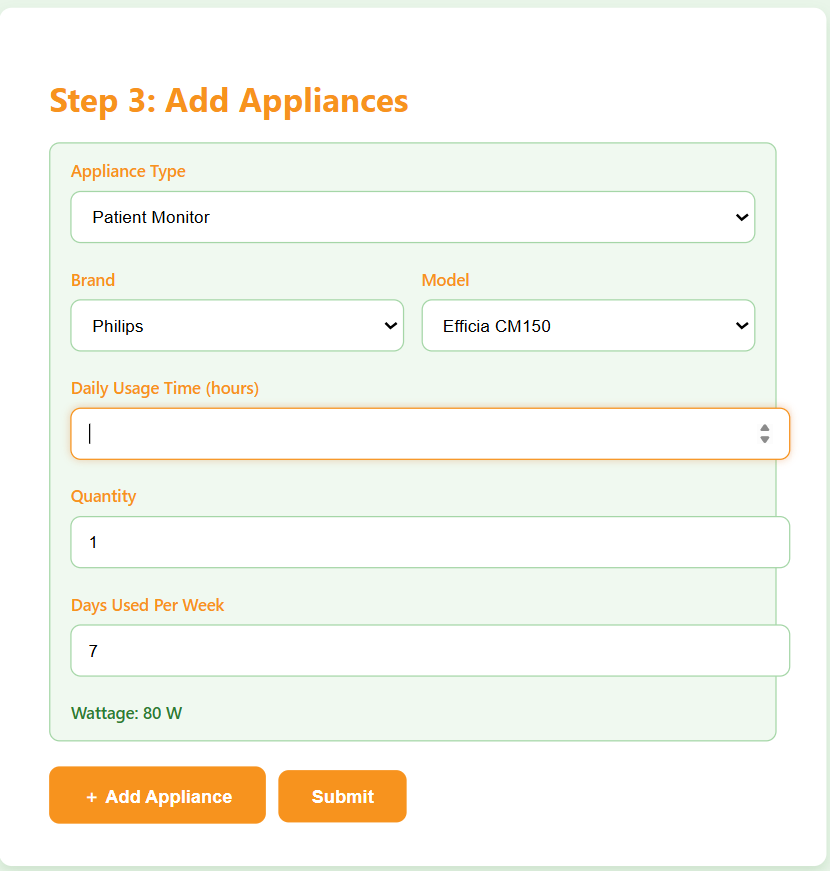 Step 3: Add Appliances
Appliance Type
Patient Monitor
Brand
Model
Philips
Efficia CM150
Daily Usage Time (hours)
Quantity
1
Days Used Per Week
7
Wattage: 80 W
+ Add Appliance
Submit